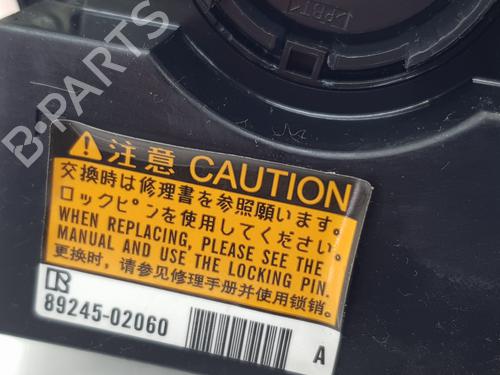 B-PARTS
>PBT<
⚠注意 CAUTION
交換時は修理書を参照願います。
ロックピンを使用してください。
WHEN REPLACING, PLEASE SEE THE
MANUAL AND USE THE LOCKING PIN.
更换时，请参见修理手册并使用锁销。
89245-02060
A